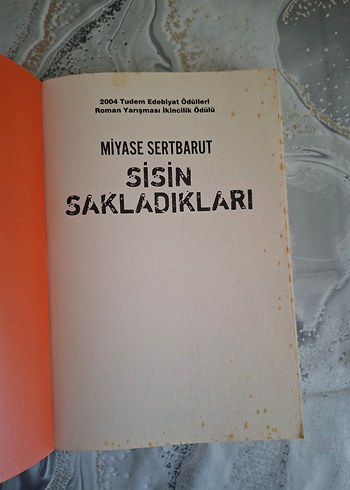 2004 Tudem Edebiyat Ödülleri
Roman Yarışması İkincilik Ödülü
MİYASE SERTBARUT
SİSİN
SAKLADIKLARI